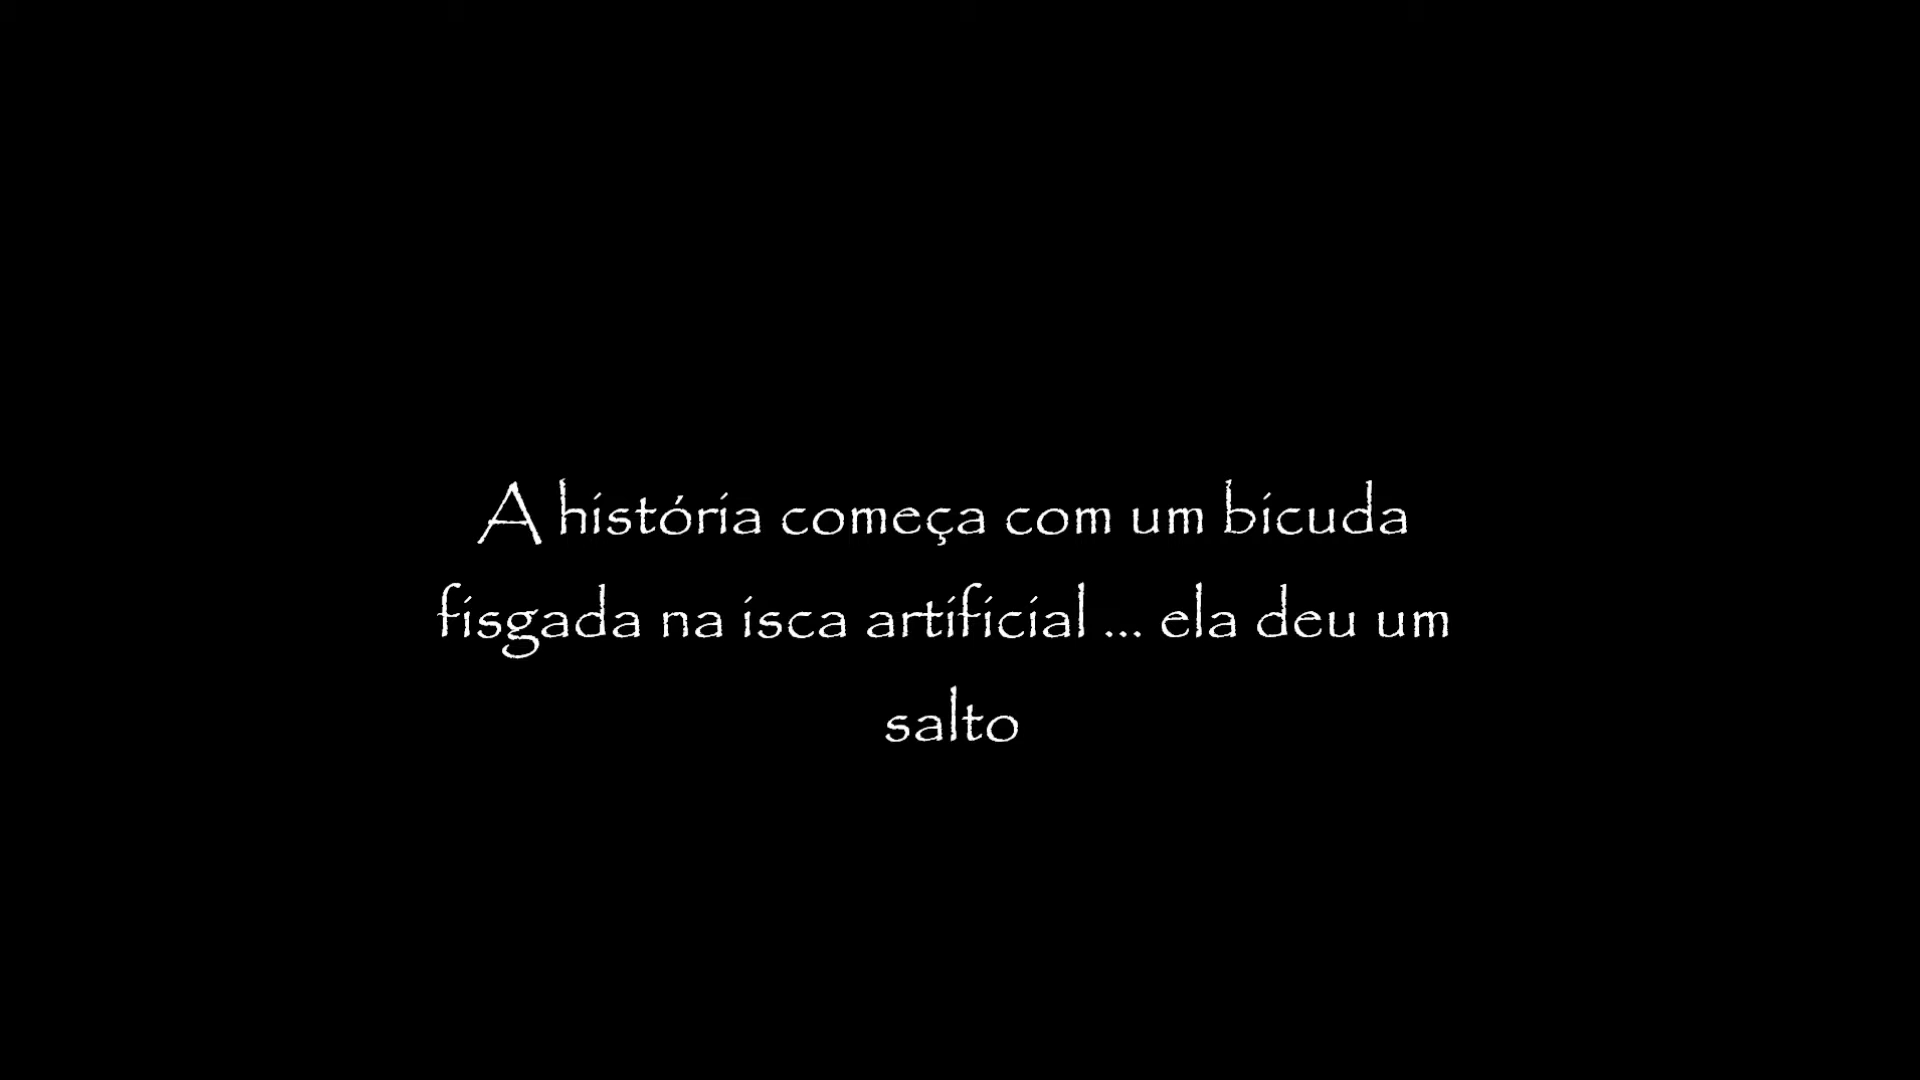 A história começa com um bicuda
fisgada na isca artificial ... ela deu um
salto